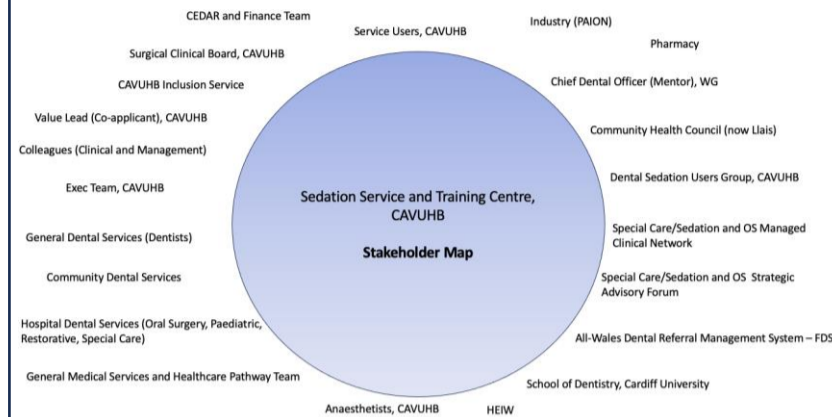 CEDAR and Finance Team
Service Users, CAVUHB
Industry (PAION)
Surgical Clinical Board, CAVUHB
Pharmacy
CAVUHB Inclusion Service
Chief Dental Officer (Mentor), WG
Value Lead (Co-applicant), CAVUHB
Community Health Council (now Llais)
Colleagues (Clinical and Management)
Exec Team, CAVUHB
Dental Sedation Users Group, CAVUHB
Sedation Service and Training Centre,
CAVUHB
Stakeholder Map
General Dental Services (Dentists)
Special Care/Sedation and OS Managed
Clinical Network
Community Dental Services
Special Care/Sedation and OS Strategic
Advisory Forum
Hospital Dental Services (Oral Surgery, Paediatric,
Restorative, Special Care)
All-Wales Dental Referral Management System – FDS
General Medical Services and Healthcare Pathway Team
School of Dentistry, Cardiff University
Anaesthetists, CAVUHB
HEIW